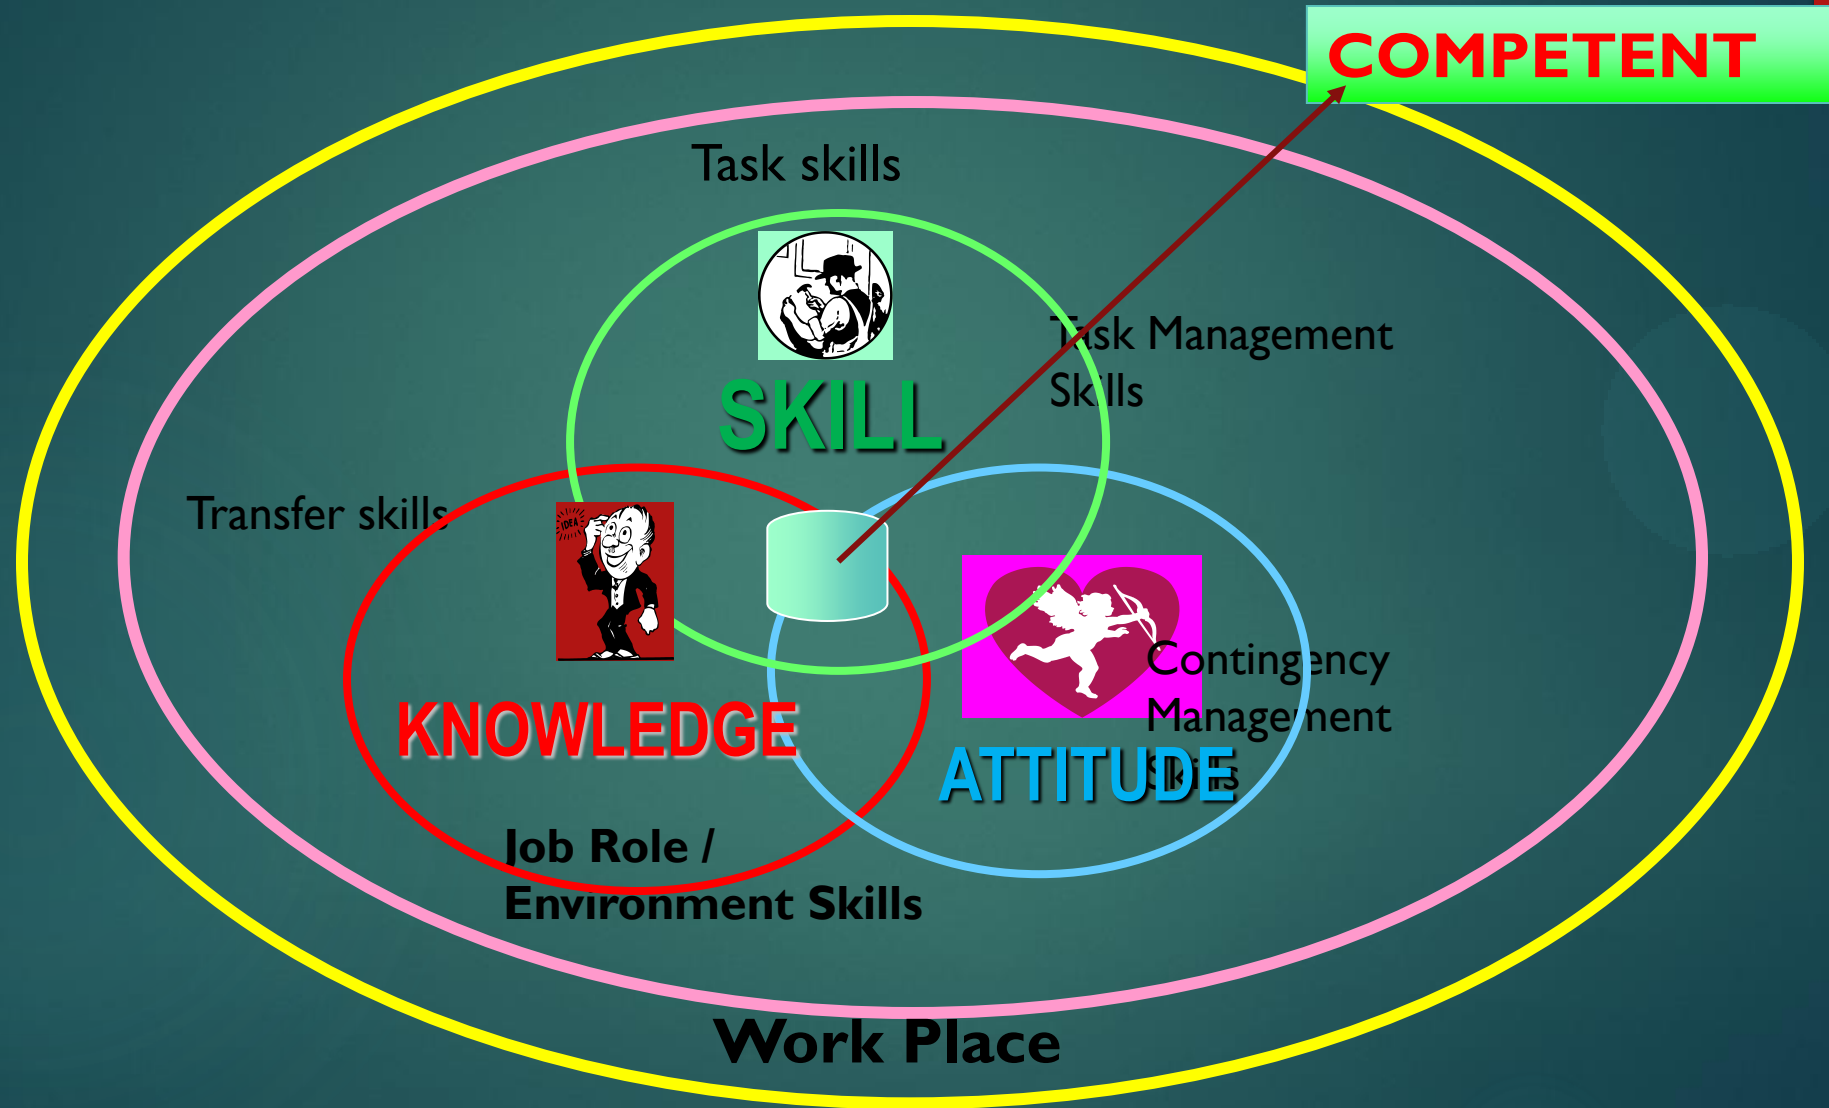 COMPETENT
Task skills
Task Management
Skills
SKILL
Transfer skills
IDEA
Contingency
Management
Skills
KNOWLEDGE
ATTITUDE
Job Role /
Environment Skills
Work Place